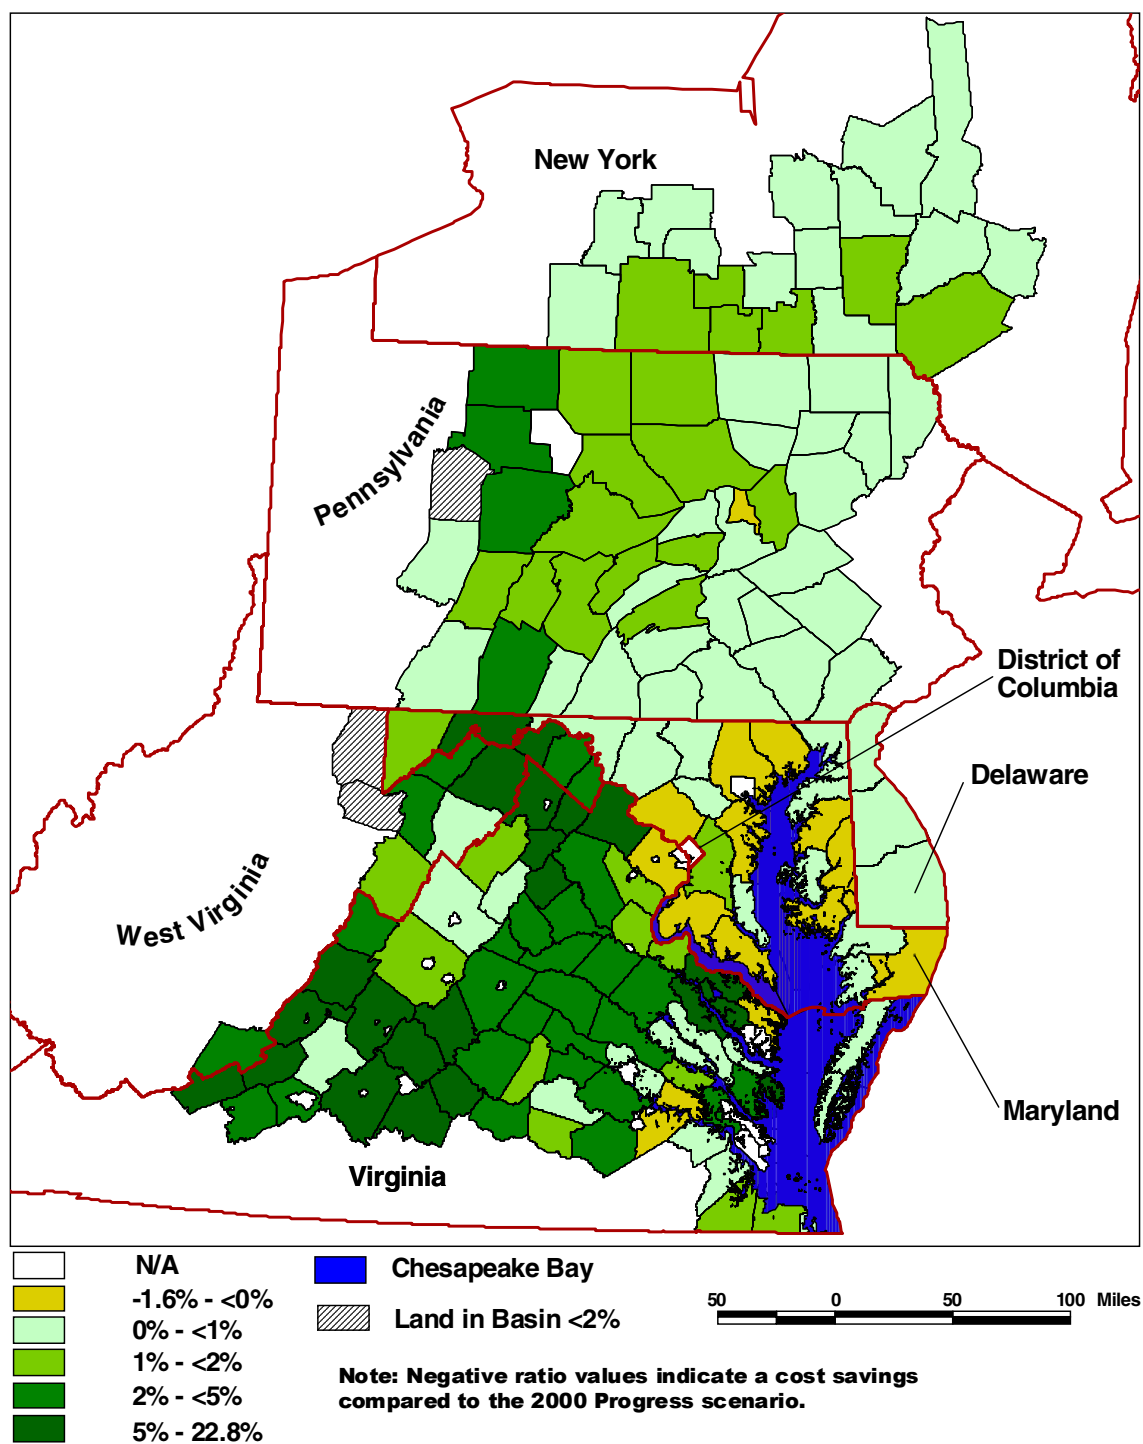 New York
Pennsylvania
District of
Columbia
Delaware
West Virginia
Maryland
Virginia
N/A
-1.6% - <0%
0% - <1%
1% - <2%
2% - <5%
5% - 22.8%
Chesapeake Bay
Land in Basin <2%
50 0 50 100 Miles
Note: Negative ratio values indicate a cost savings
compared to the 2000 Progress scenario.